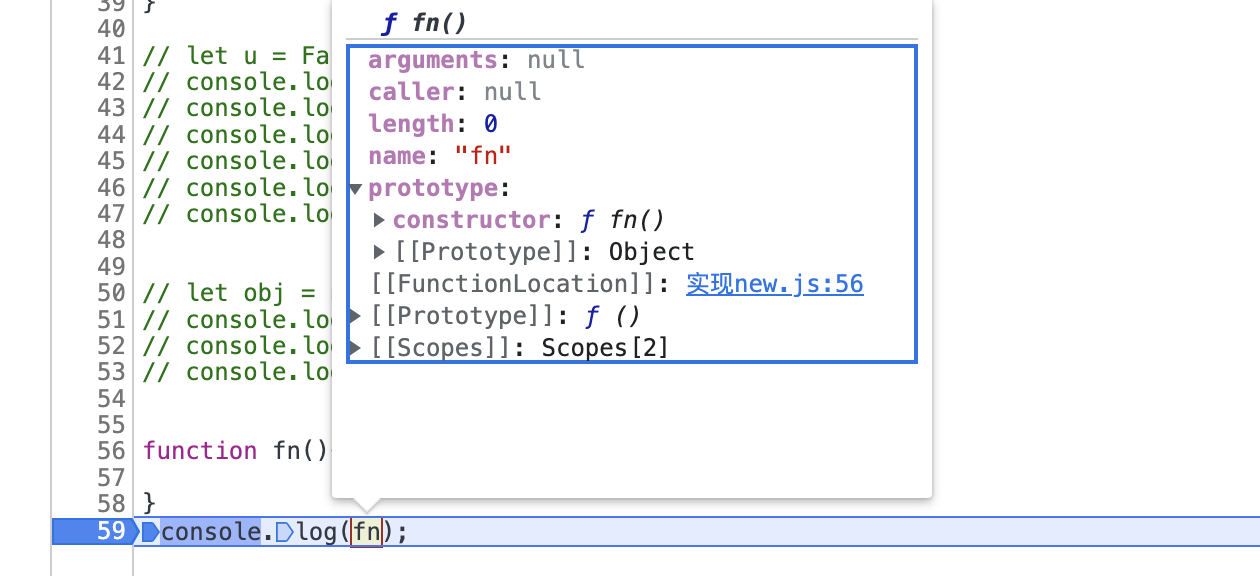 39 }
40
41 // let u = Fa
42 // console.lo
43 // console.lo
44 // console.lo
45 // console.lo
46 // console.lo
47 // console.lo
48
49
50 // let obj =
51 // console.lo
52 // console.lo
53 // console.lo
54
55
56 function fn()
57
58 }
59 console.log(fn);
ƒ fn()
arguments: null
caller: null
length: 0
name: "fn"
prototype:
constructor: ƒ fn()
[[Prototype]]: Object
[[FunctionLocation]]: 实现new.js:56
[[Prototype]]: ƒ ()
[[Scopes]]: Scopes[2]